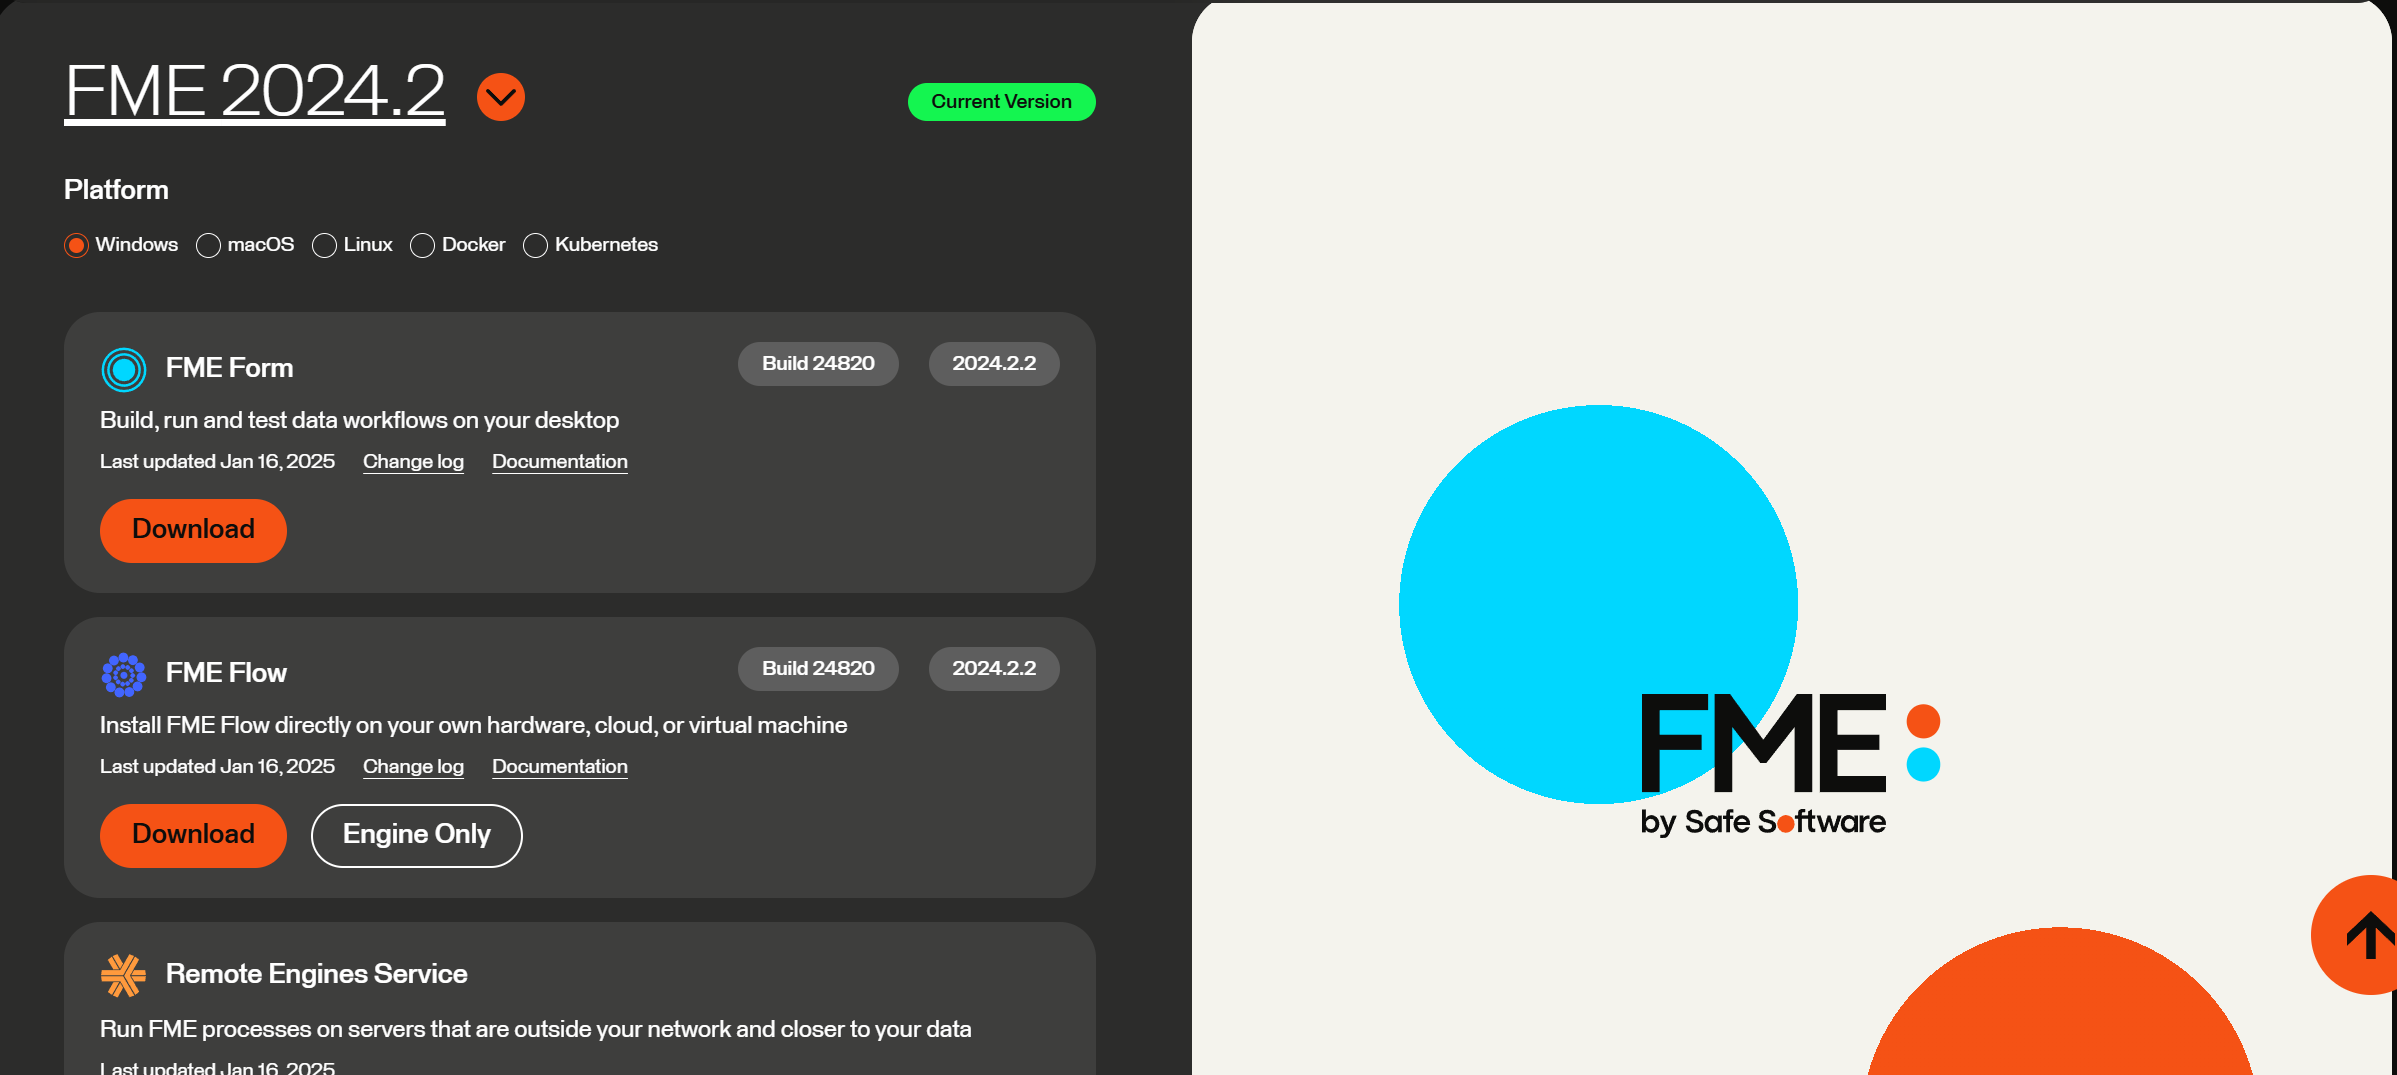 FME 2024.2
Current Version
Platform
Windows macOS Linux Docker Kubernetes
FME Form
Build 24820 2024.2.2
Build, run and test data workflows on your desktop
Last updated Jan 16, 2025 Change log Documentation
Download
FME Flow
Build 24820 2024.2.2
Install FME Flow directly on your own hardware, cloud, or virtual machine
Last updated Jan 16, 2025 Change log Documentation
Download Engine Only
Remote Engines Service
Run FME processes on servers that are outside your network and closer to your data
Last updated Jan 16, 2025
FME:
by Safe Software